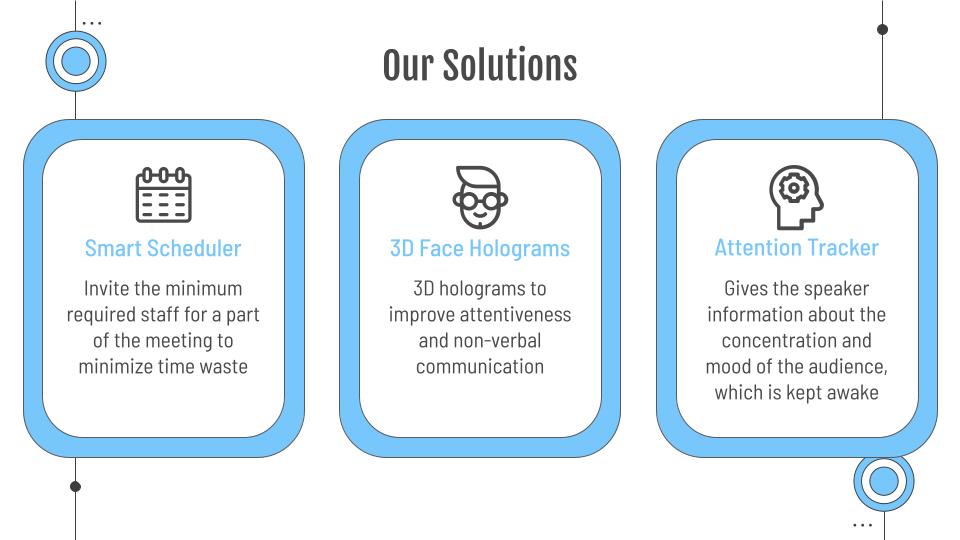 Our Solutions
Smart Scheduler
Invite the minimum
required staff for a part
of the meeting to
minimize time waste
3D Face Holograms
3D holograms to
improve attentiveness
and non-verbal
communication
Attention Tracker
Gives the speaker
information about the
concentration and
mood of the audience,
which is kept awake